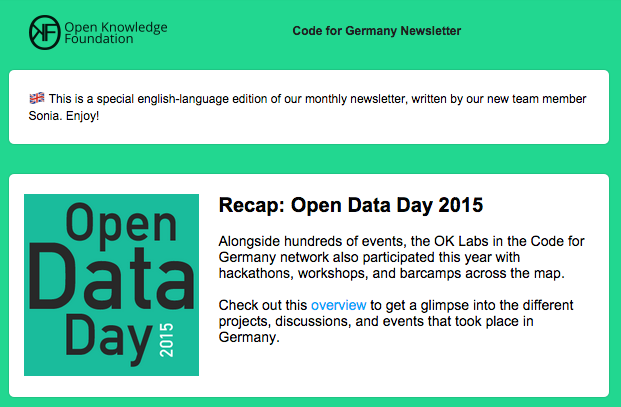 Open Knowledge
Foundation
Code for Germany Newsletter
🇬🇧 This is a special english-language edition of our monthly newsletter, written by our new team member
Sonia. Enjoy!
Open
Data
Day
2015
Recap: Open Data Day 2015
Alongside hundreds of events, the OK Labs in the Code for
Germany network also participated this year with
hackathons, workshops, and barcamps across the map.
Check out this overview to get a glimpse into the different
projects, discussions, and events that took place in
Germany.